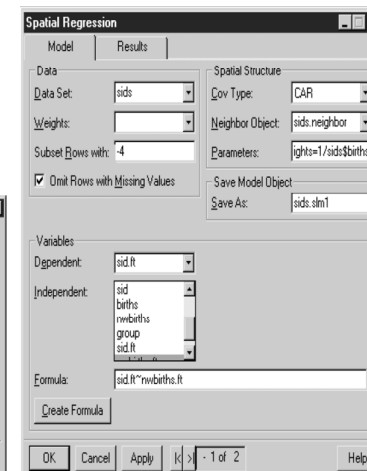 Spatial Regression
Model Results
Data
Data Set: sids
Weights:
Subset Rows with: -4
Omit Rows with Missing Values
Spatial Structure
Cov Type: CAR
Neighbor Object: sids.neighbor
Parameters: ights=1/sids$births
Save Model Object
Save As: sids.slm1
Variables
Dependent: sid.ft
Independent: sid
births
nwbirths
group
sid.ft
Formula: sid.ft~nwbirths.ft
Create Formula
OK Cancel Apply - 1 of 2 Help